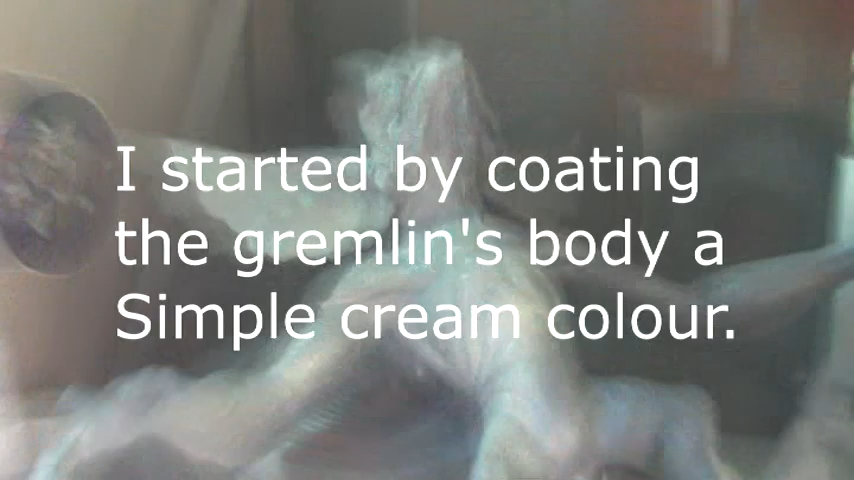 I started by coating
the gremlin's body a
Simple cream colour.